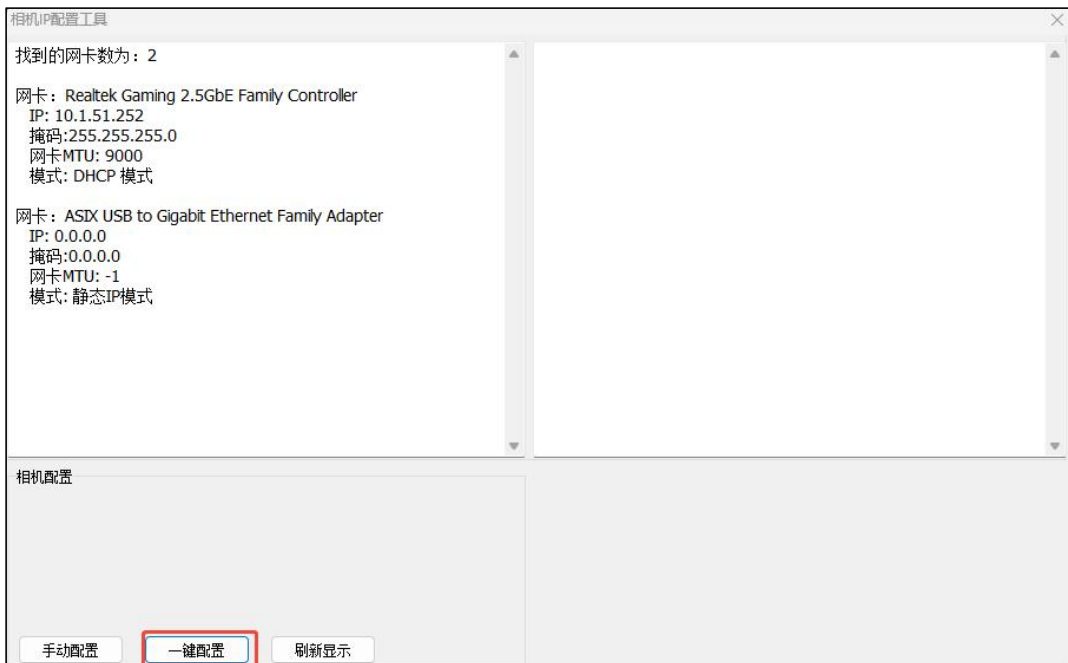 相机IP配置工具
找到的网卡数为：2
网卡：Realtek Gaming 2.5GbE Family Controller
IP: 10.1.51.252
掩码:255.255.255.0
网卡MTU: 9000
模式: DHCP 模式
网卡：ASIX USB to Gigabit Ethernet Family Adapter
IP: 0.0.0.0
掩码:0.0.0.0
网卡MTU: -1
模式: 静态IP模式
相机配置
手动配置 一键配置 刷新显示